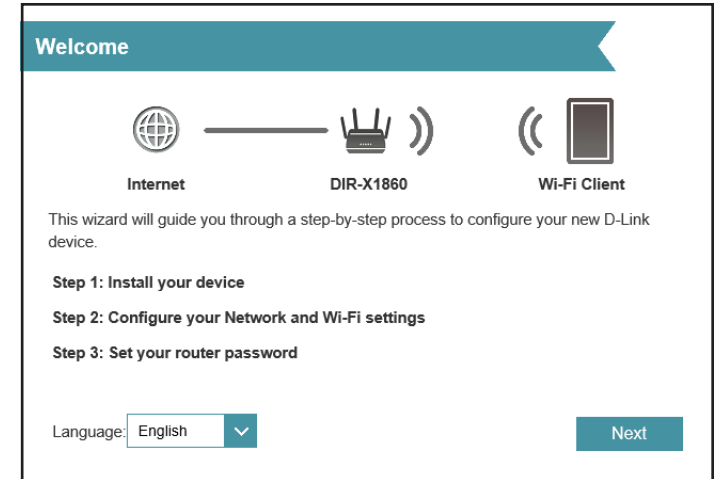 Welcome
Internet
DIR-X1860
Wi-Fi Client
This wizard will guide you through a step-by-step process to configure your new D-Link
device.
Step 1: Install your device
Step 2: Configure your Network and Wi-Fi settings
Step 3: Set your router password
Language: English
Next